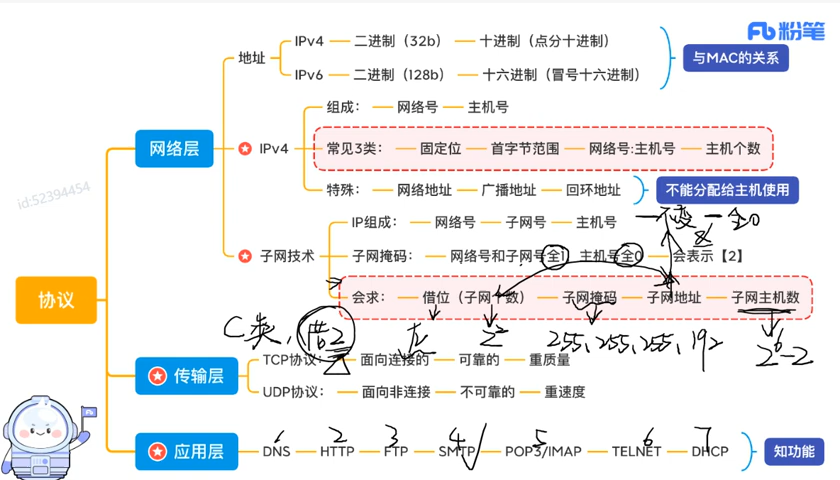 粉笔
地址
IPv4 二进制(32b) 十进制(点分十进制)
IPv6 二进制(128b) 十六进制(冒号十六进制)
与MAC的关系
网络层
IPv4
组成: 网络号 主机号
常见3类: 固定位 首字节范围 网络号:主机号 主机个数
特殊: 网络地址 广播地址 回环地址
不能分配给主机使用
id:52394454
子网技术
IP组成: 网络号 子网号 主机号 不变 全0
子网掩码: 网络号和子网号全1 主机号全0 会表示【2】
会求: 借位(子网个数) 子网掩码 子网地址 子网主机数
协议
C类, 借2 左 2² 255.255.255.192 2⁶-2
传输层
TCP协议: 面向连接的 可靠的 重质量
UDP协议: 面向非连接 不可靠的 重速度
1 2 3 4 5 6 7
应用层
DNS HTTP FTP SMTP POP3/IMAP TELNET DHCP
知功能